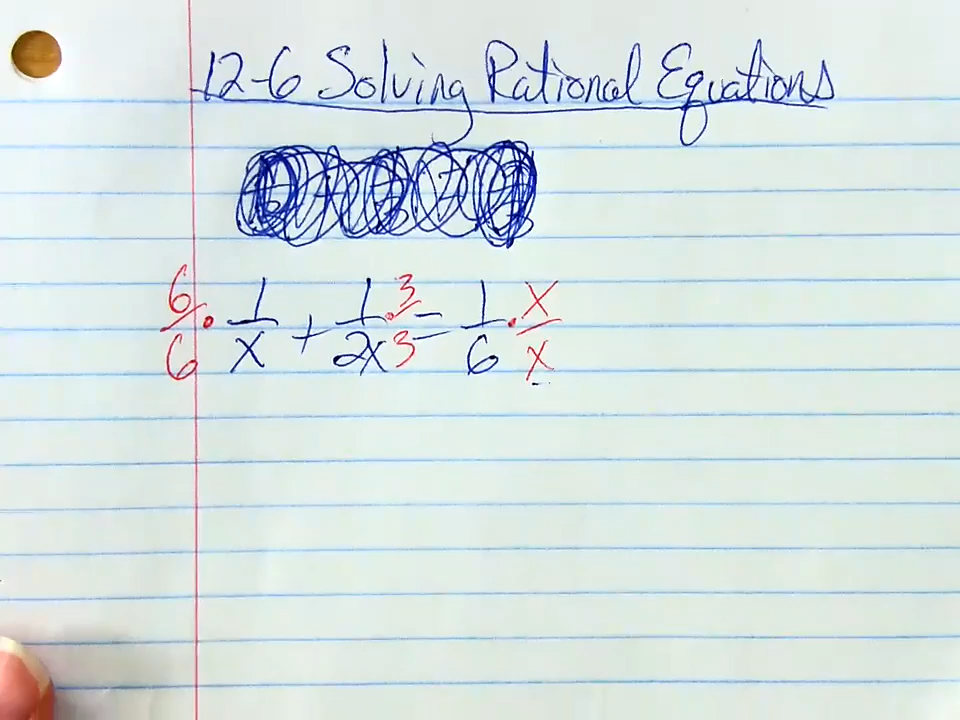 12-6 Solving Rational Equations
6/6 · 1/x + 1/2x · 3/3 = 1/6 · x/x